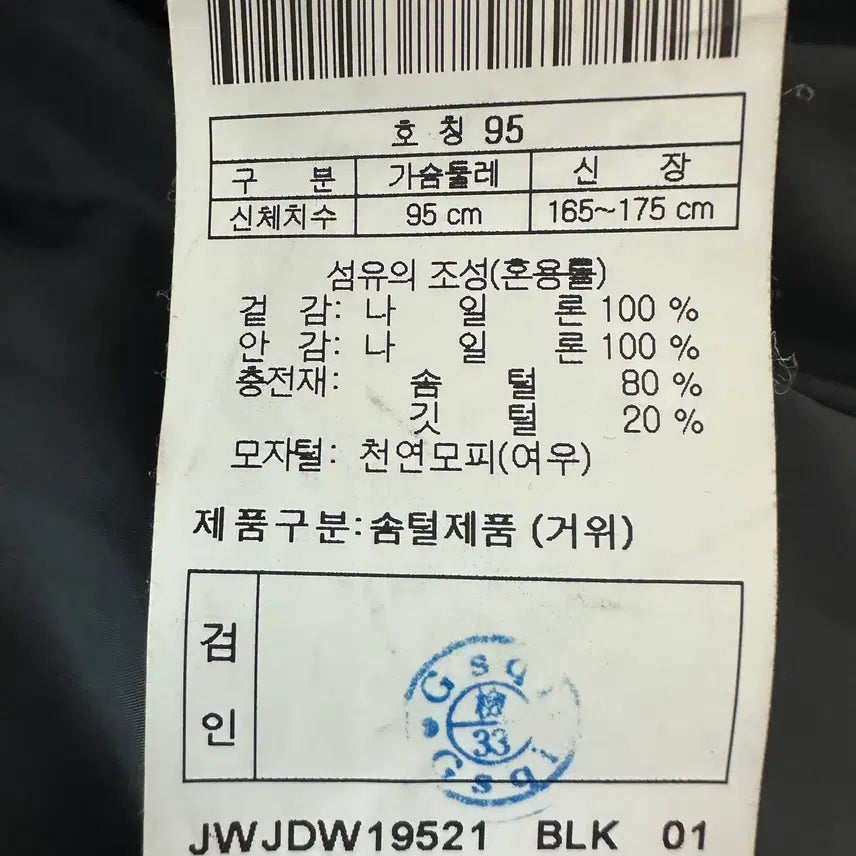 호 칭 95
구 분 가슴둘레 신 장
신체치수 95 cm 165~175 cm
섬유의 조성(혼용률)
겉 감: 나 일 론 100 %
안 감: 나 일 론 100 %
충전재: 솜 털 80 %
깃 털 20 %
모자털: 천연모피(여우)
제품구분: 솜털제품 (거위)
검
인
Gsg
33
Gsgi
JWJDW19521 BLK 01